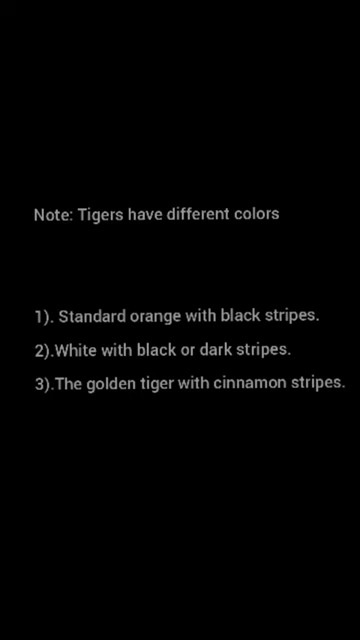 Note: Tigers have different colors
1). Standard orange with black stripes.
2).White with black or dark stripes.
3).The golden tiger with cinnamon stripes.